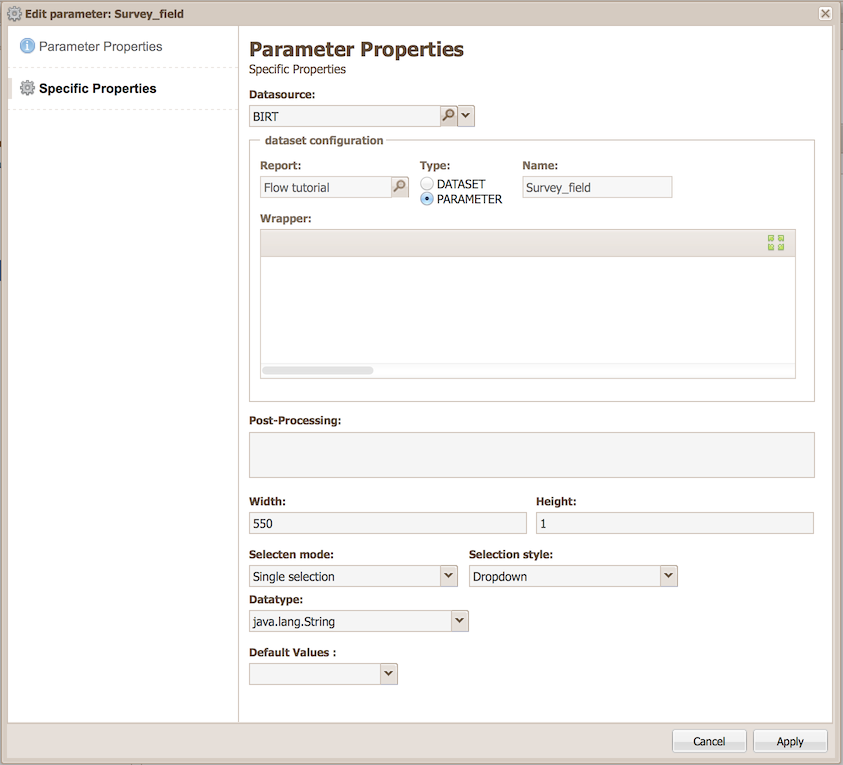 Edit parameter: Survey_field
Parameter Properties
Specific Properties
Parameter Properties
Specific Properties
Datasource:
BIRT
dataset configuration
Report: Type: Name:
Flow tutorial DATASET Survey_field
PARAMETER
Wrapper:
Post-Processing:
Width: Height:
550 1
Selecten mode: Selection style:
Single selection Dropdown
Datatype:
java.lang.String
Default Values :
Cancel Apply